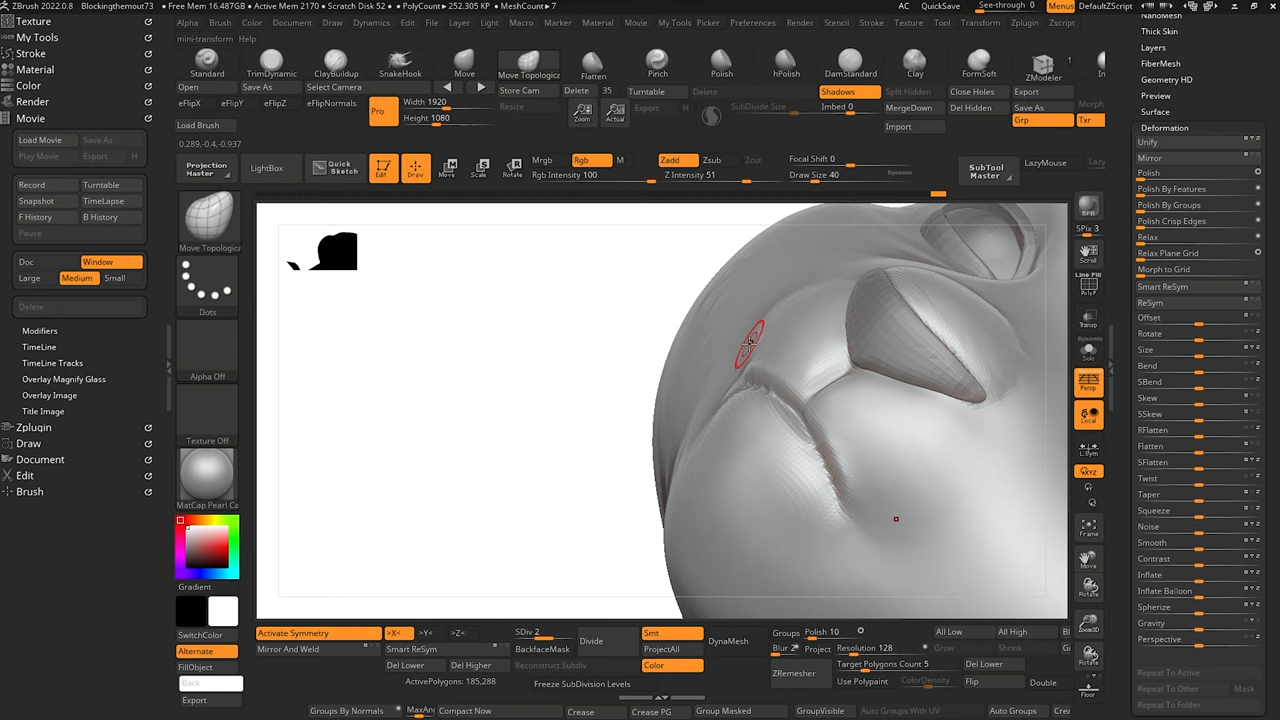 ZBrush 2022.0.8 Blockingthemout73 • Free Mem 16.487GB • Active Mem 2170 • Scratch Disk 52 • PolyCount➤252.305 KP • MeshCount➤7
AC QuickSave See-through 0 Menus DefaultZScript
Alpha Brush Color Document Draw Dynamics Edit File Layer Light Macro Marker Material Movie My Tools Picker Preferences Render Stencil Stroke Texture Tool Transform Zplugin Zscript
mini-transform Help
Texture
My Tools
Stroke
Material
Color
Render
Movie
Load Movie Save As
Play Movie Export H
Record Turntable
Snapshot TimeLapse
F History B History
Pause
Doc Window
Large Medium Small
Delete
Modifiers
TimeLine
TimeLine Tracks
Overlay Magnify Glass
Overlay Image
Title Image
Zplugin
Draw
Document
Edit
Brush
Standard TrimDynamic ClayBuildup SnakeHook Move Move Topologica Flatten Pinch Polish hPolish DamStandard Clay FormSoft ZModeler 1
Open Save As Select Camera Store Cam Delete 35 Turntable Delete Shadows Split Hidden Close Holes Export
eFlipX eFlipY eFlipZ eFlipNormals Pro Width 1920 Height 1080 Resize Zoom Actual Export H SubDivide Size Imbed 0 MergeDown Del Hidden Save As Morph
Load Brush Import Grp Txr
0.289,-0.4,-0.937
Projection Master LightBox Quick Sketch Edit Draw Move Scale Rotate
Mrgb Rgb M Zadd Zsub Zcut Focal Shift 0
Rgb Intensity 100 Z Intensity 51 Draw Size 40 Dynamic
SubTool Master LazyMouse Lazy
Move Topologica
Dots
Alpha Off
Texture Off
MatCap Pearl Ca
Gradient
SwitchColor
Alternate
FillObject
Back
Export
BPR
SPix 3
Scroll
Line Fill
PolyF
Transp
Dynamic
Solo
Dynamic
Persp
Local
L.Sym
XYZ
Frame
Move
Rotate
Zoom3D
Rotate
Floor
NanoMesh
Thick Skin
Layers
FiberMesh
Geometry HD
Preview
Surface
Deformation
Unify
Mirror
Polish
Polish By Features
Polish By Groups
Polish Crisp Edges
Relax
Relax Plane Grid
Morph to Grid
Smart ReSym
ReSym
Offset
Rotate
Size
Bend
SBend
Skew
SSkew
RFlatten
Flatten
SFlatten
Twist
Taper
Squeeze
Noise
Smooth
Contrast
Inflate
Inflate Balloon
Spherize
Gravity
Perspective
Repeat To Active
Repeat To Other Mask
Repeat To Folder
Activate Symmetry >X< >Y< >Z< SDiv 2 Divide Smt DynaMesh Groups Polish 10 All Low All High
Mirror And Weld Smart ReSym BackfaceMask ProjectAll Blur 2 Project Resolution 128 Grow Shrink
Del Lower Del Higher Reconstruct Subdiv Color ZRemesher Target Polygons Count 5 Del Lower
ActivePolygons: 185,288 Freeze SubDivision Levels Use Polypaint ColorDensity Flip Double
Groups By Normals MaxAng Compact Now Crease Crease PG Group Masked GroupVisible Auto Groups With UV Auto Groups